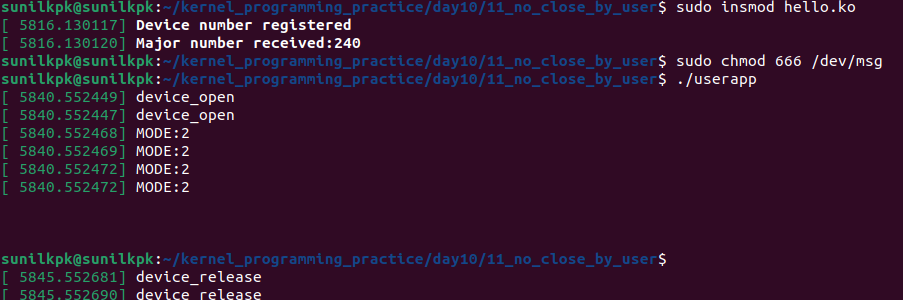 sunilkpk@sunilkpk:~/kernel_programming_practice/day10/11_no_close_by_user$ sudo insmod hello.ko
[ 5816.130117] Device number registered
[ 5816.130120] Major number received:240
sunilkpk@sunilkpk:~/kernel_programming_practice/day10/11_no_close_by_user$ sudo chmod 666 /dev/msg
sunilkpk@sunilkpk:~/kernel_programming_practice/day10/11_no_close_by_user$ ./userapp
[ 5840.552449] device_open
[ 5840.552447] device_open
[ 5840.552468] MODE:2
[ 5840.552469] MODE:2
[ 5840.552472] MODE:2
[ 5840.552472] MODE:2
sunilkpk@sunilkpk:~/kernel_programming_practice/day10/11_no_close_by_user$
[ 5845.552681] device_release
[ 5845.552690] device_release